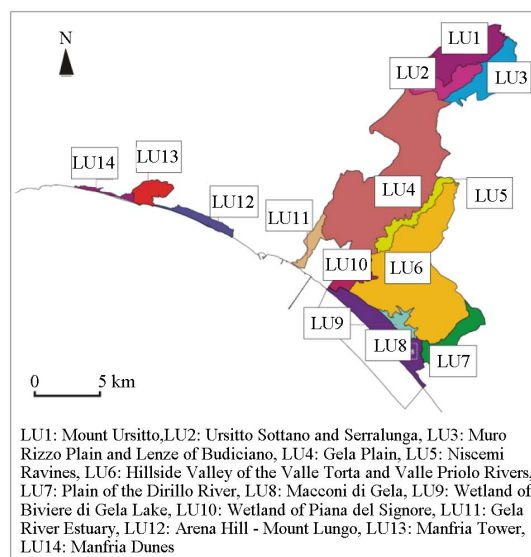 N
LU1
LU2
LU3
LU14
LU13
LU12
LU11
LU4
LU5
LU10
LU6
LU9
LU8
LU7
0 5 km
LU1: Mount Ursitto,LU2: Ursitto Sottano and Serralunga, LU3: Muro
Rizzo Plain and Lenze of Budiciano, LU4: Gela Plain, LU5: Niscemi
Ravines, LU6: Hillside Valley of the Valle Torta and Valle Priolo Rivers,
LU7: Plain of the Dirillo River, LU8: Macconi di Gela, LU9: Wetland of
Biviere di Gela Lake, LU10: Wetland of Piana del Signore, LU11: Gela
River Estuary, LU12: Arena Hill - Mount Lungo, LU13: Manfria Tower,
LU14: Manfria Dunes